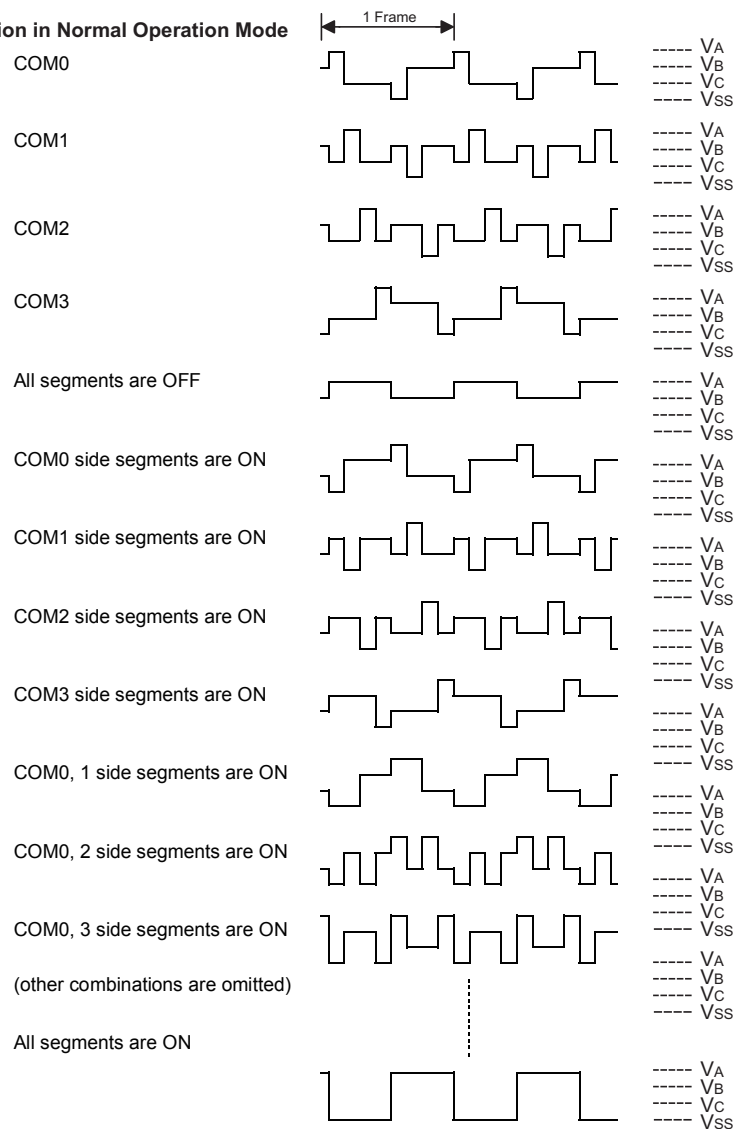 ion in Normal Operation Mode
1 Frame
COM0
VA
VB
VC
VSS
COM1
VA
VB
VC
VSS
COM2
VA
VB
VC
VSS
COM3
VA
VB
VC
VSS
All segments are OFF
VA
VB
VC
VSS
COM0 side segments are ON
VA
VB
VC
VSS
COM1 side segments are ON
VA
VB
VC
VSS
COM2 side segments are ON
VA
VB
VC
VSS
COM3 side segments are ON
VA
VB
VC
VSS
COM0, 1 side segments are ON
VA
VB
VC
VSS
COM0, 2 side segments are ON
VA
VB
VC
VSS
COM0, 3 side segments are ON
(other combinations are omitted)
VA
VB
VC
VSS
All segments are ON
VA
VB
VC
VSS